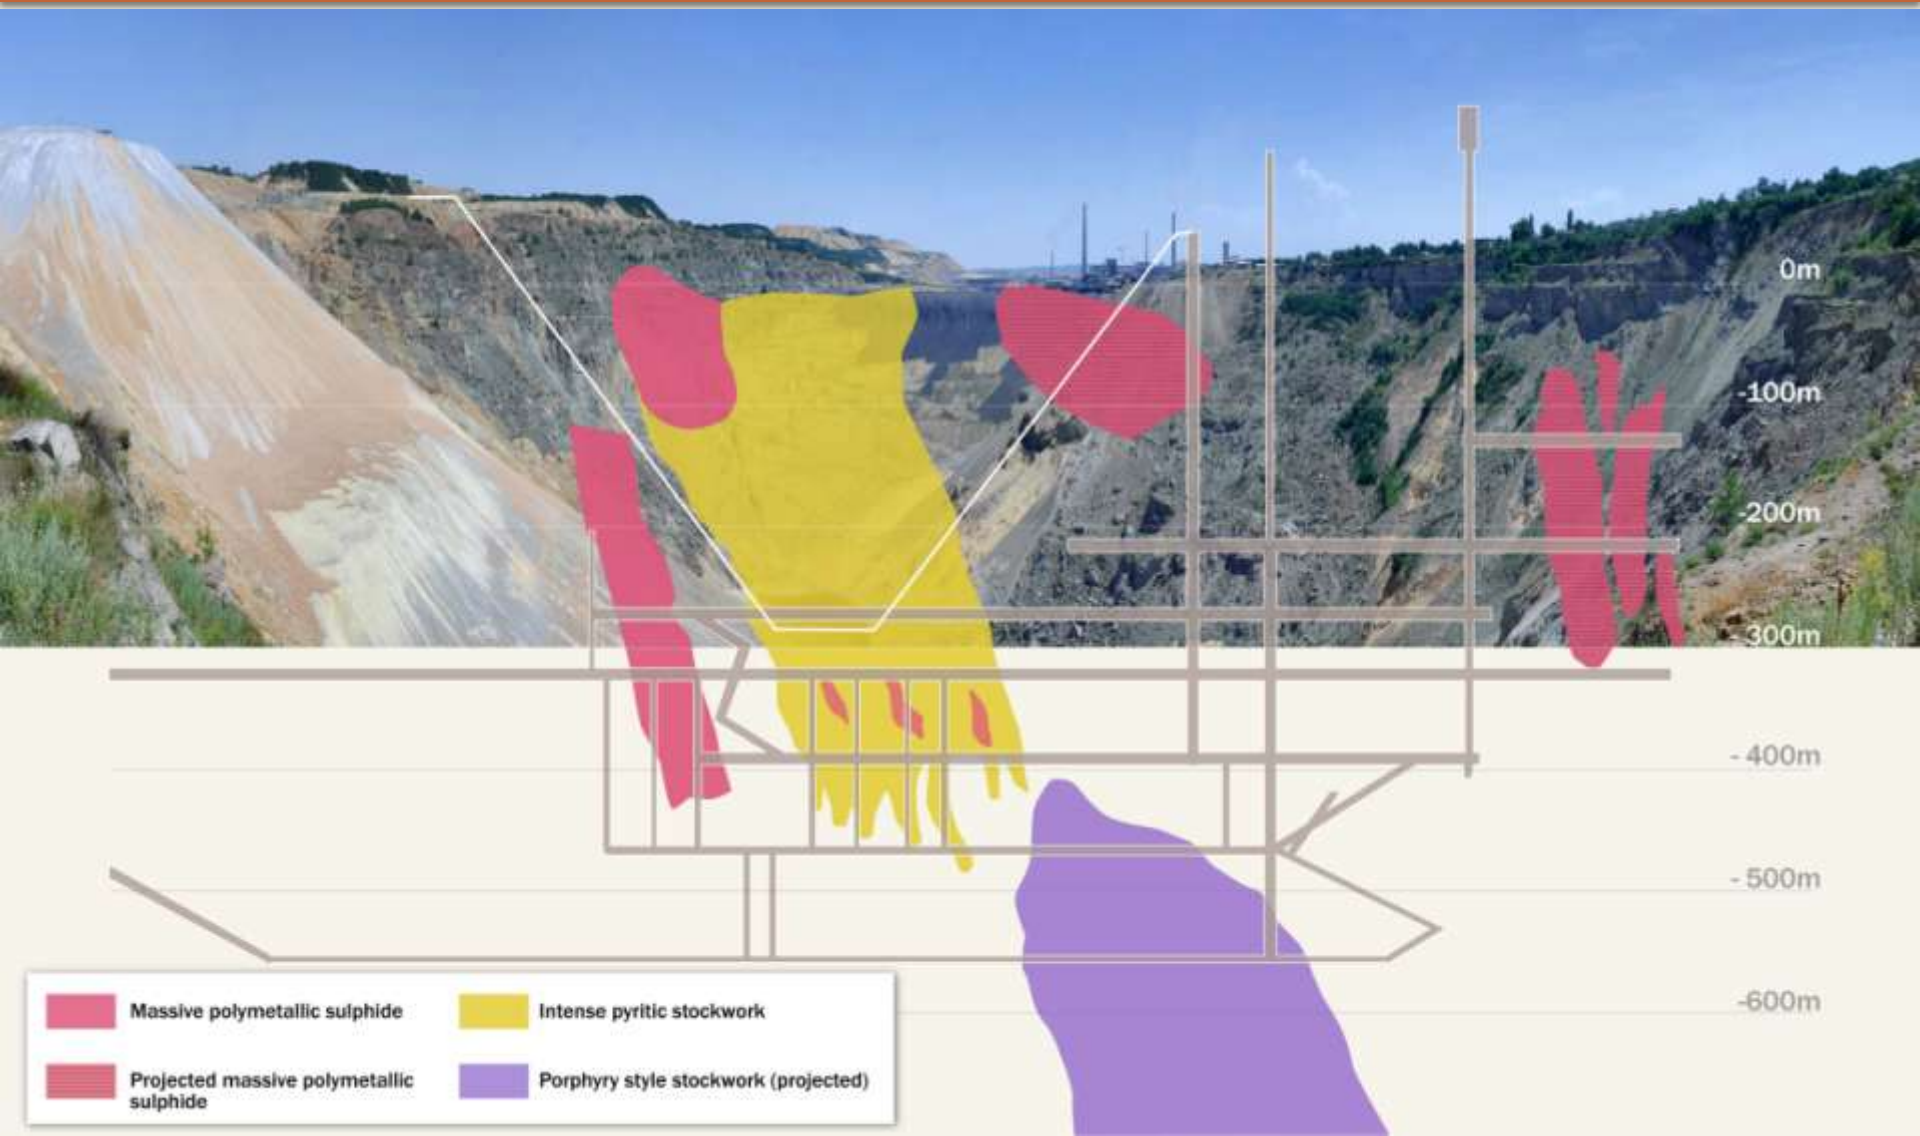 0m
-100m
-200m
- 300m
- 400m
- 500m
-600m
Massive polymetallic sulphide
Intense pyritic stockwork
Projected massive polymetallic
sulphide
Porphyry style stockwork (projected)